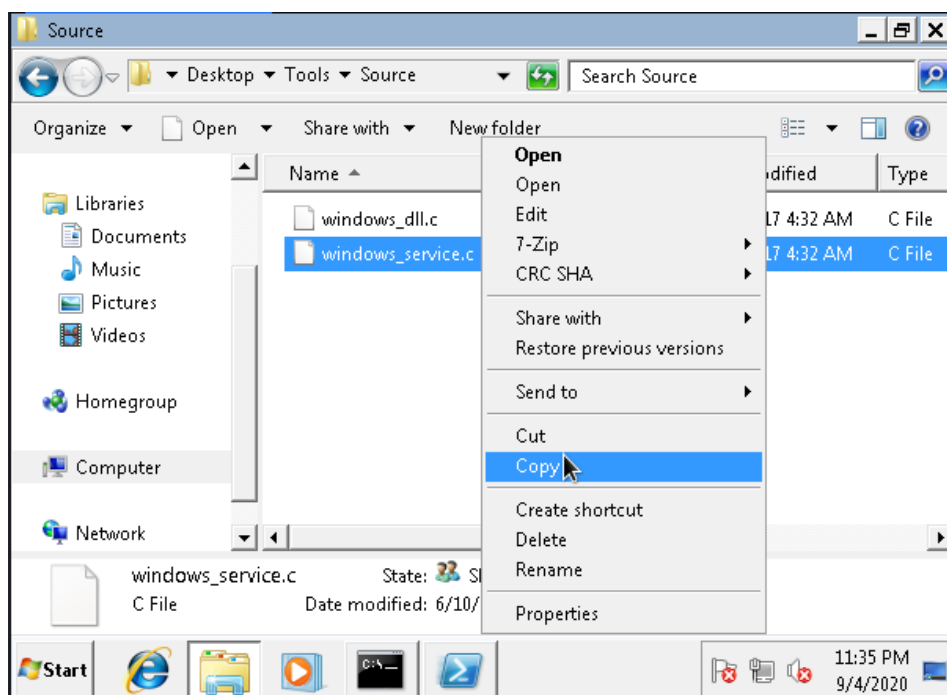 Source
Desktop Tools Source Search Source
Organize Open Share with New folder
Name
dified Type
Libraries
Documents
Music
Pictures
Videos
Homegroup
Computer
Network
windows_dll.c 17 4:32 AM C File
windows_service.c 17 4:32 AM C File
Open
Open
Edit
7-Zip
CRC SHA
Share with
Restore previous versions
Send to
Cut
Copy
Create shortcut
Delete
Rename
Properties
windows_service.c State: S
C File Date modified: 6/10/
Start C:\ 11:35 PM
9/4/2020